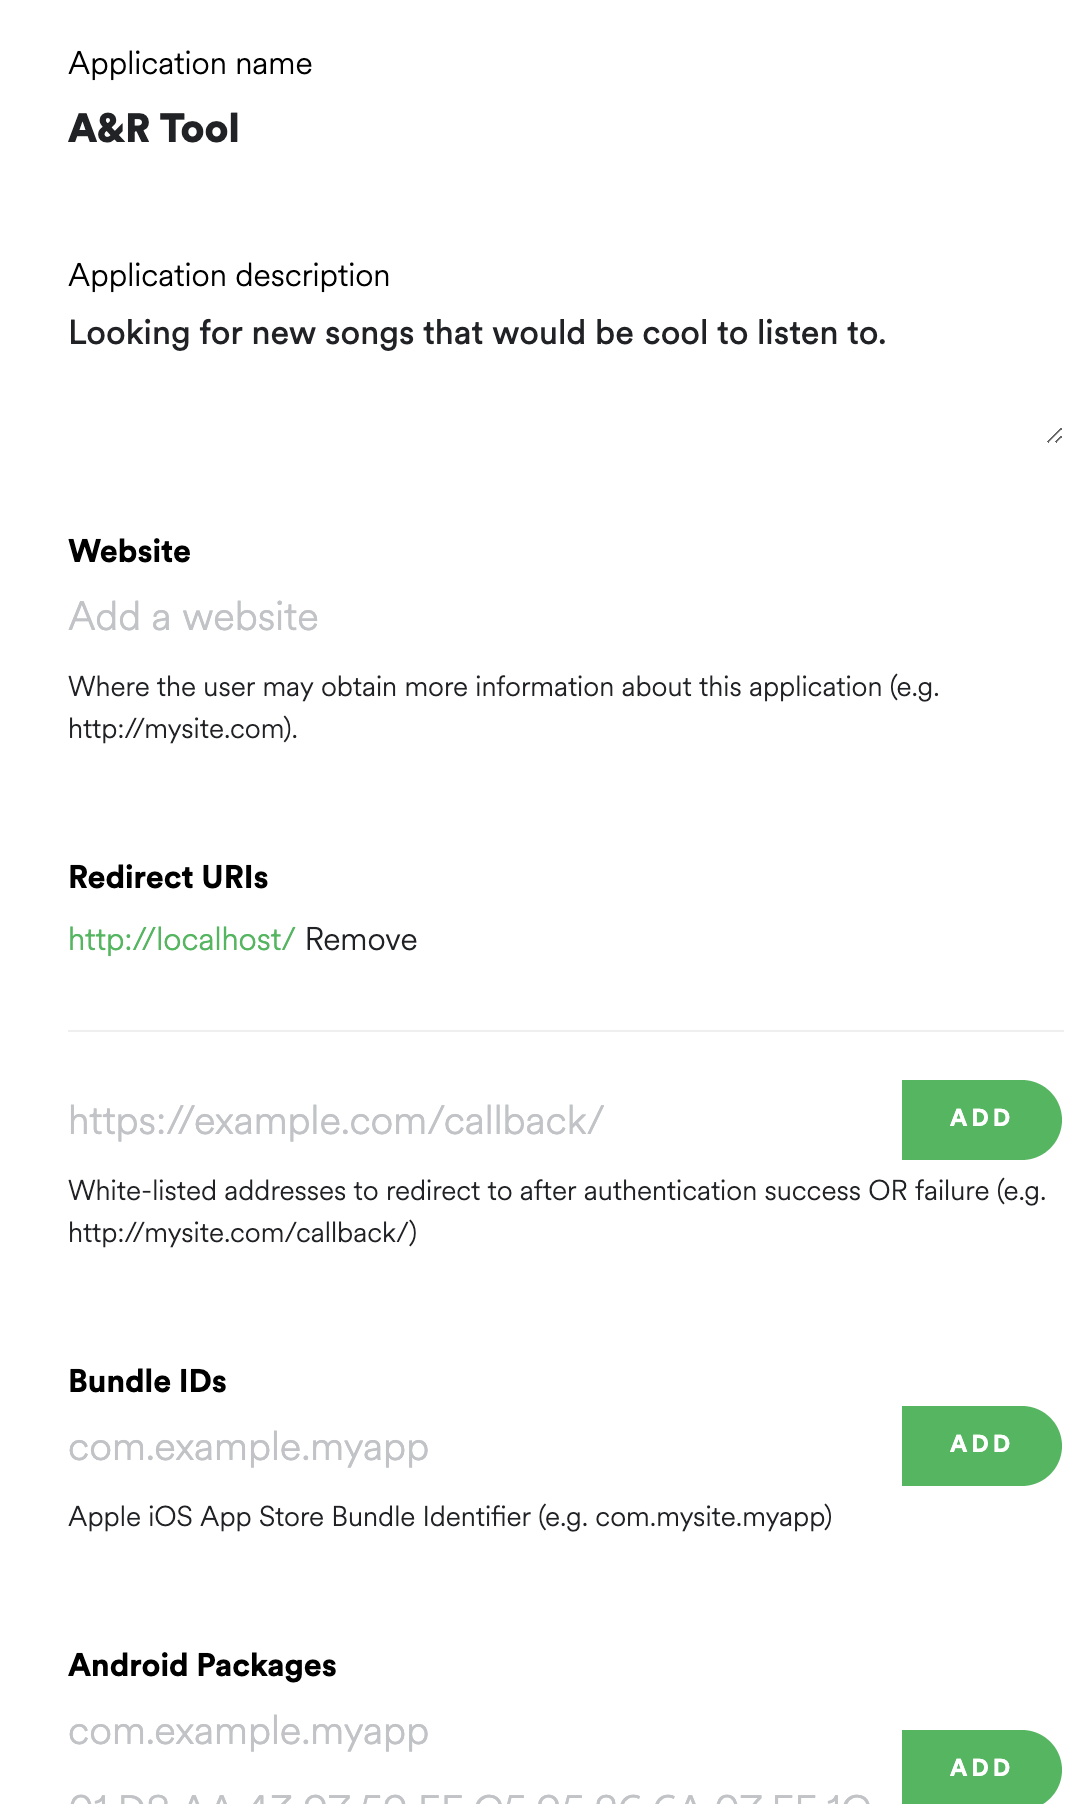 Application name
A&R Tool
Application description
Looking for new songs that would be cool to listen to.
Website
Add a website
Where the user may obtain more information about this application (e.g.
http://mysite.com).
Redirect URIs
http://localhost/ Remove
https://example.com/callback/
ADD
White-listed addresses to redirect to after authentication success OR failure (e.g.
http://mysite.com/callback/)
Bundle IDs
com.example.myapp
ADD
Apple iOS App Store Bundle Identifier (e.g. com.mysite.myapp)
Android Packages
com.example.myapp
ADD